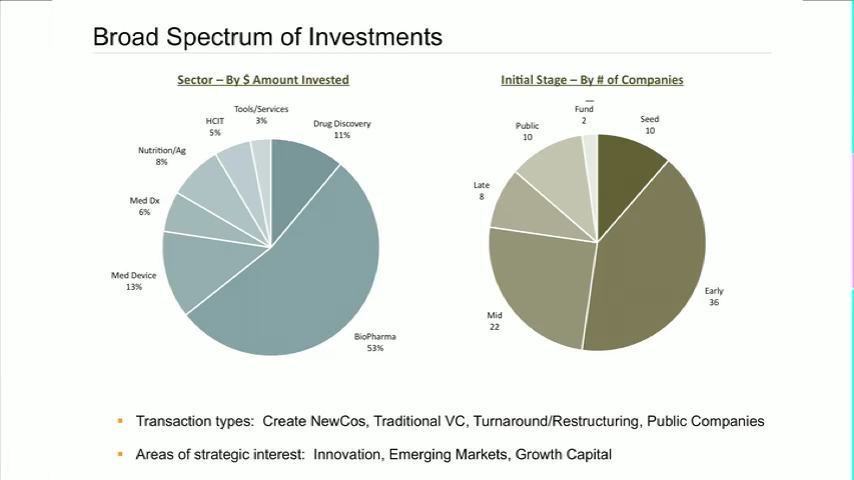 Broad Spectrum of Investments
Sector – By $ Amount Invested
Tools/Services
3%
HCIT
5%
Drug Discovery
11%
Nutrition/Ag
8%
Med Dx
6%
Med Device
13%
BioPharma
53%
Initial Stage – By # of Companies
Fund
2
Seed
10
Public
10
Late
8
Early
36
Mid
22
Transaction types: Create NewCos, Traditional VC, Turnaround/Restructuring, Public Companies
Areas of strategic interest: Innovation, Emerging Markets, Growth Capital